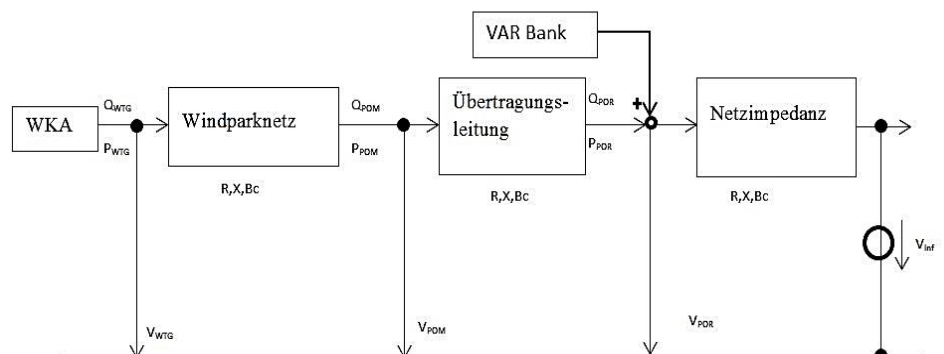 VAR Bank
WKA
Q_WTG
P_WTG
Windparknetz
R,X,Bc
Q_POM
P_POM
Übertragungs-
leitung
R,X,Bc
Q_POR
P_POR
+
Netzimpedanz
R,X,Bc
V_Inf
V_WTG
V_POM
V_POR